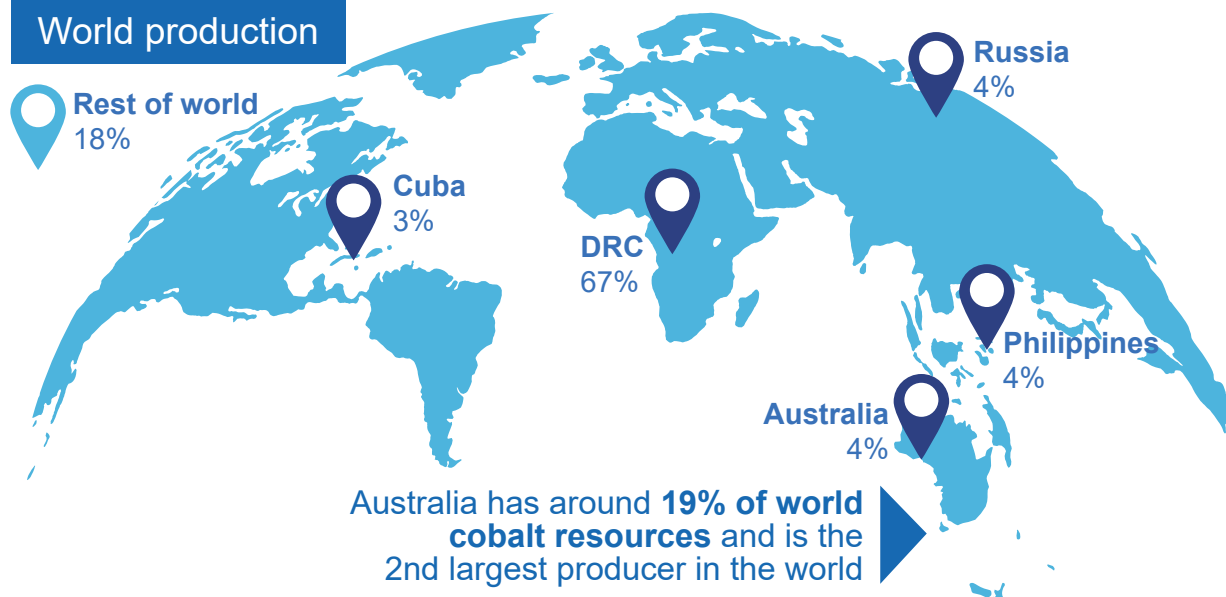 World production
Rest of world
18%
Russia
4%
Cuba
3%
DRC
67%
Philippines
4%
Australia
4%
Australia has around 19% of world
cobalt resources and is the
2nd largest producer in the world